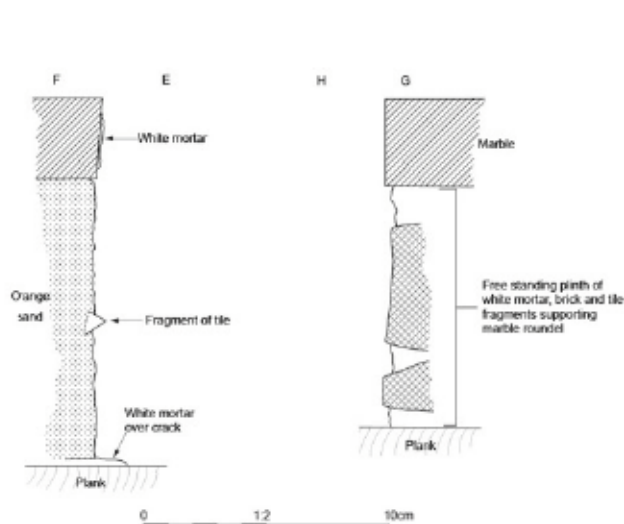 F E H G
White mortar
Marble
Orange
sand
Fragment of tile
Free standing plinth of
white mortar, brick and tile
fragments supporting
marble roundel
White mortar
over crack
Plank
Plank
0 1:2 10cm